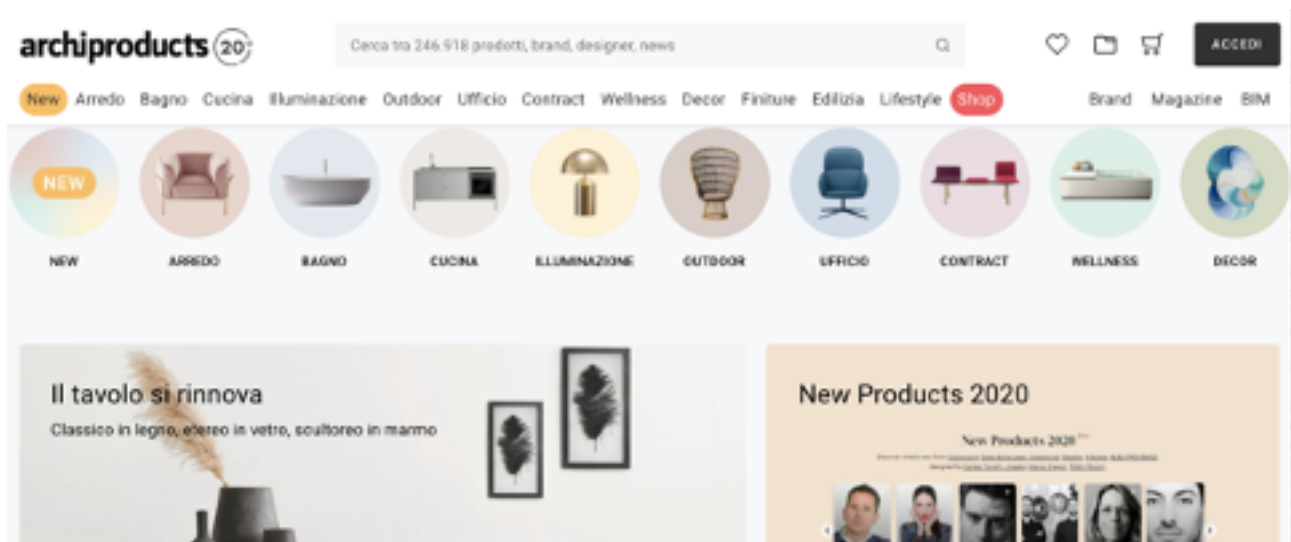 archiproducts 20
Cerca tra 246.918 prodotti, brand, designer, news
ACCEDI
New Arredo Bagno Cucina Illuminazione Outdoor Ufficio Contract Wellness Decor Finiture Edilizia Lifestyle Shop Brand Magazine BIM
NEW
NEW ARREDO BAGNO CUCINA ILLUMINAZIONE OUTDOOR UFFICIO CONTRACT WELLNESS DECOR
Il tavolo si rinnova
Classico in legno, etereo in vetro, scultoreo in marmo
New Products 2020
New Products 2020